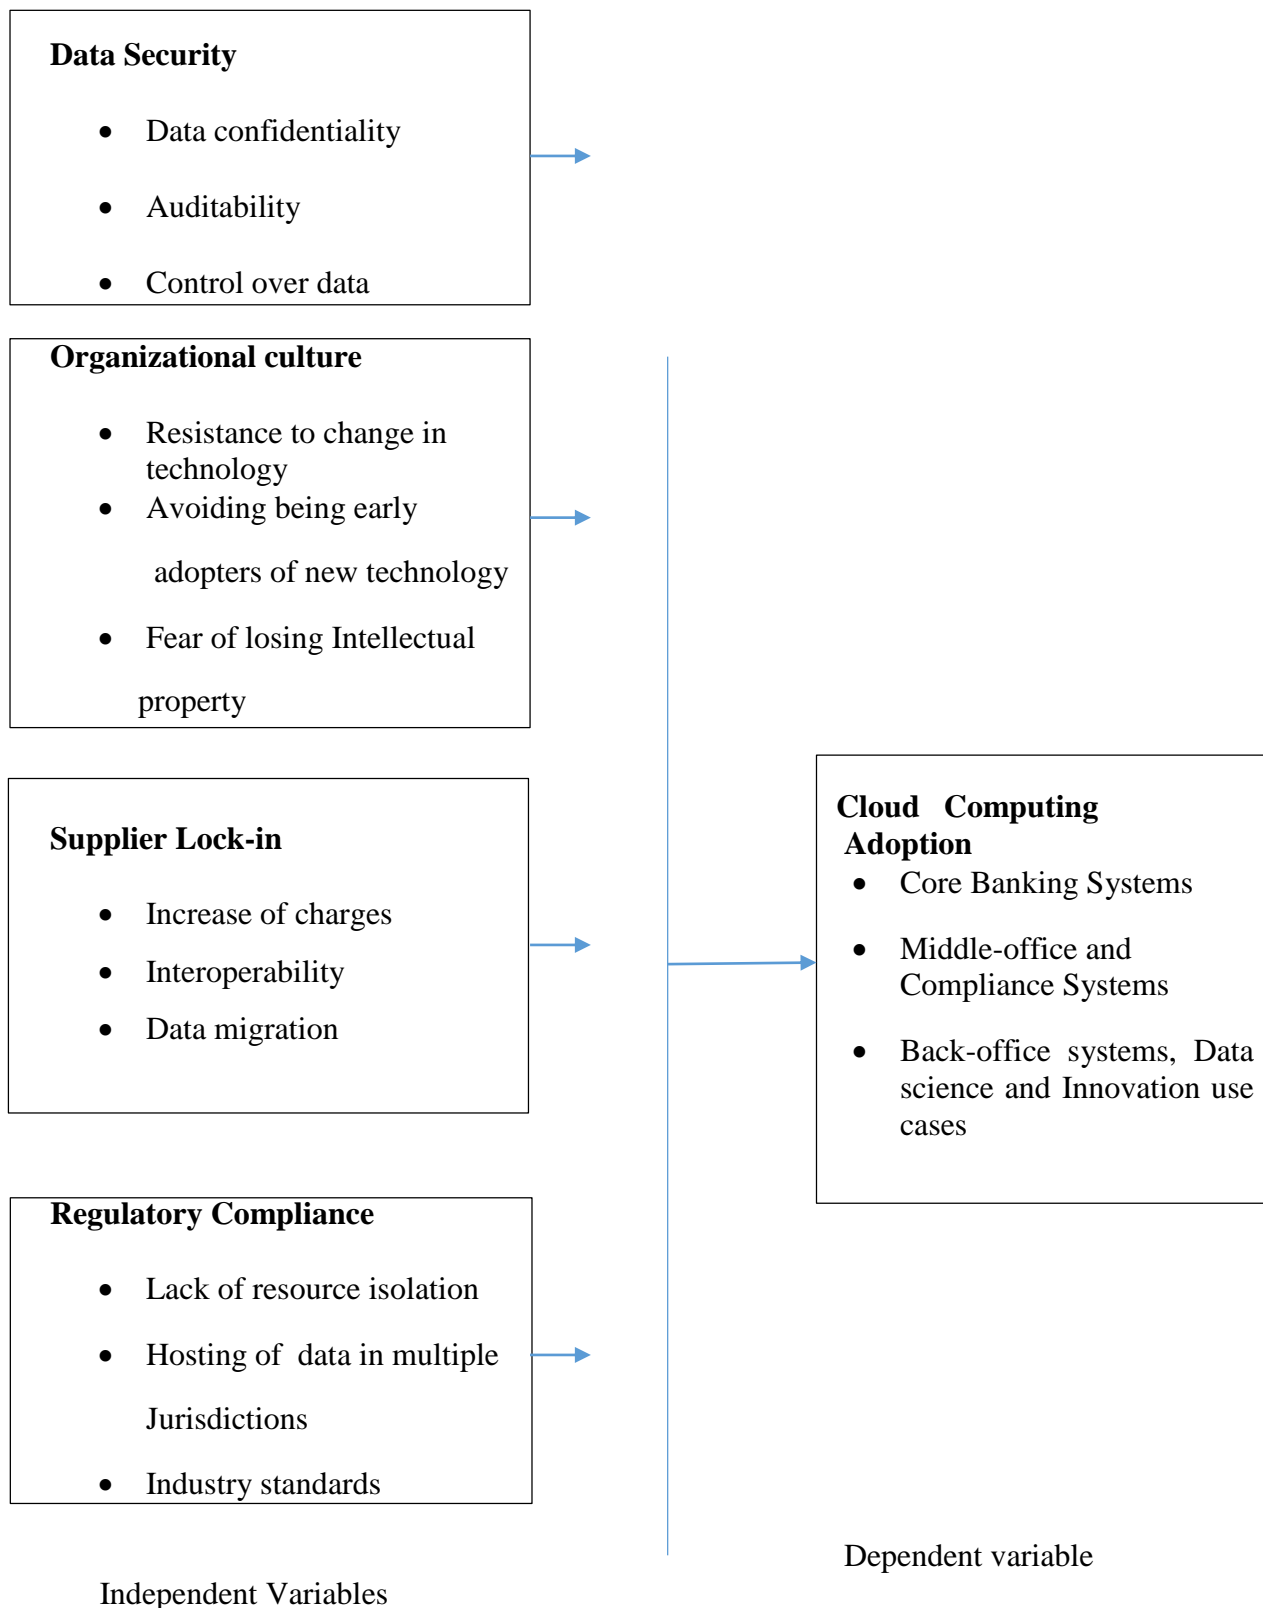 Data Security
• Data confidentiality
• Auditability
• Control over data
Organizational culture
• Resistance to change in
technology
• Avoiding being early
adopters of new technology
• Fear of losing Intellectual
property
Supplier Lock-in
• Increase of charges
• Interoperability
• Data migration
Regulatory Compliance
• Lack of resource isolation
• Hosting of data in multiple
Jurisdictions
• Industry standards
Independent Variables
Cloud Computing
Adoption
• Core Banking Systems
• Middle-office and
Compliance Systems
• Back-office systems, Data
science and Innovation use
cases
Dependent variable